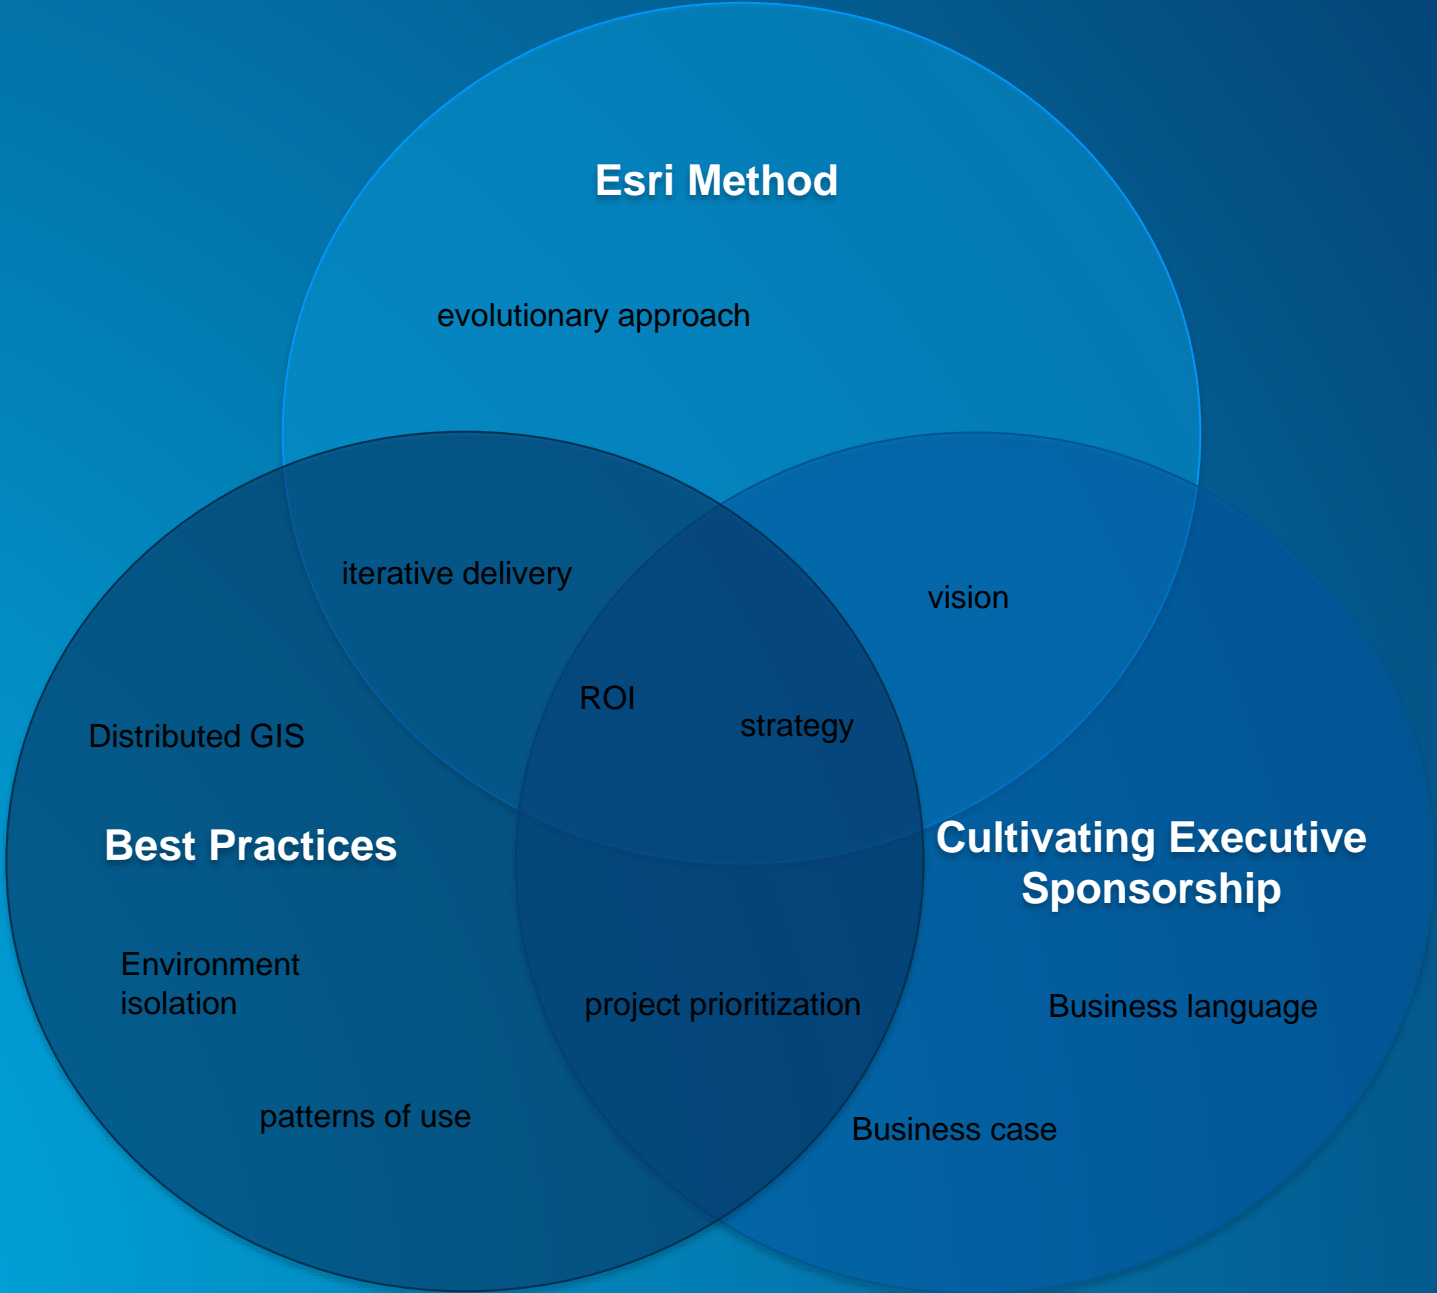 Esri Method
evolutionary approach
iterative delivery
vision
ROI
strategy
Distributed GIS
Best Practices
Cultivating Executive
Sponsorship
Environment
isolation
project prioritization
Business language
patterns of use
Business case